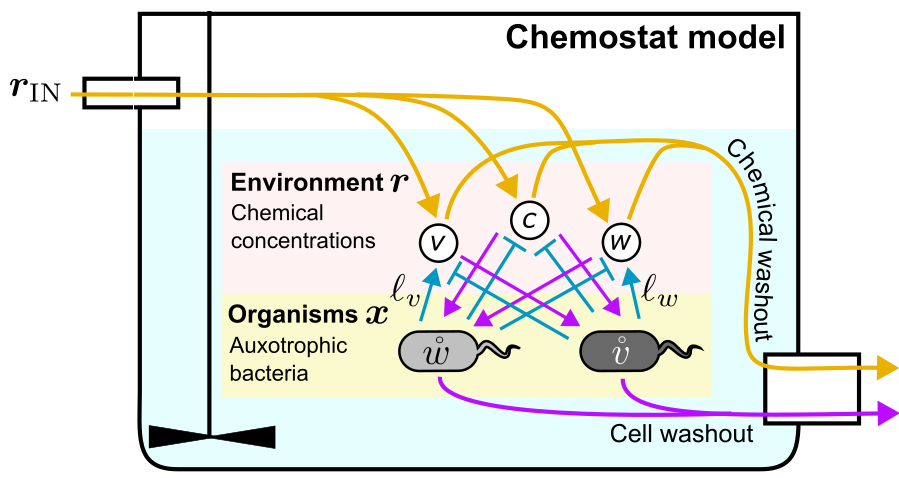 Chemostat model
r_IN
Environment r
Chemical
concentrations
v
c
w
Chemical washout
ℓ_v
ℓ_w
Organisms x
Auxotrophic
bacteria
ẘ
v̊
Cell washout